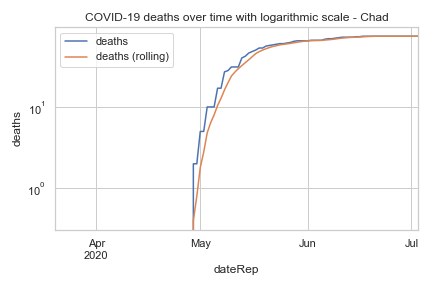 COVID-19 deaths over time with logarithmic scale - Chad
deaths
deaths (rolling)
deaths
10¹
10⁰
Apr
2020
May
Jun
Jul
dateRep